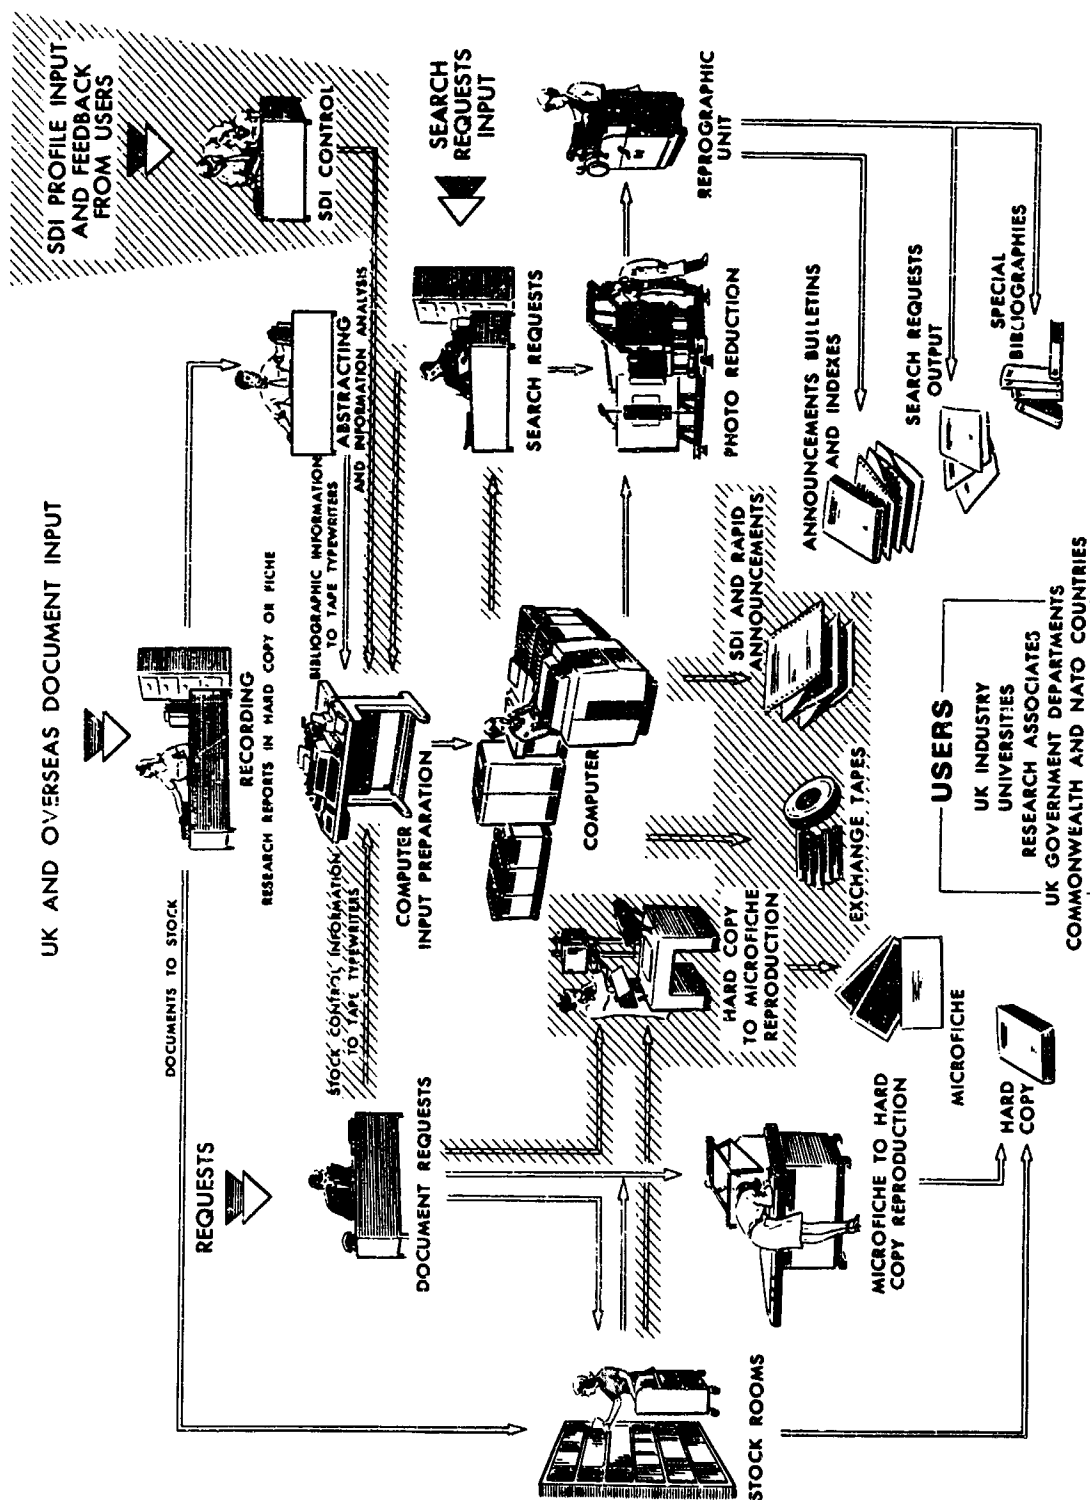 UK AND OVERSEAS DOCUMENT INPUT
SDI PROFILE INPUT
AND FEEDBACK
FROM USERS
REQUESTS
DOCUMENTS TO STOCK
RECORDING
RESEARCH REPORTS IN HARD COPY OR FICHE
ABSTRACTING
AND INFORMATION ANALYSIS
SDI CONTROL
BIBLIOGRAPHIC INFORMATION
TO TAPE TYPEWRITERS
STOCK CONTROL INFORMATION
TO TAPE TYPEWRITERS
DOCUMENT REQUESTS
COMPUTER
INPUT PREPARATION
SEARCH
REQUESTS
INPUT
SEARCH REQUESTS
COMPUTER
STOCK ROOMS
HARD COPY
TO MICROFICHE
REPRODUCTION
PHOTO REDUCTION
REPROGRAPHIC
UNIT
SDI AND RAPID
ANNOUNCEMENTS
MICROFICHE TO HARD
COPY REPRODUCTION
EXCHANGE TAPES
ANNOUNCEMENTS BULLETINS
AND INDEXES
MICROFICHE
SEARCH REQUESTS
OUTPUT
HARD
COPY
SPECIAL
BIBLIOGRAPHIES
USERS
UK INDUSTRY
UNIVERSITIES
RESEARCH ASSOCIATES
UK GOVERNMENT DEPARTMENTS
COMMONWEALTH AND NATO COUNTRIES